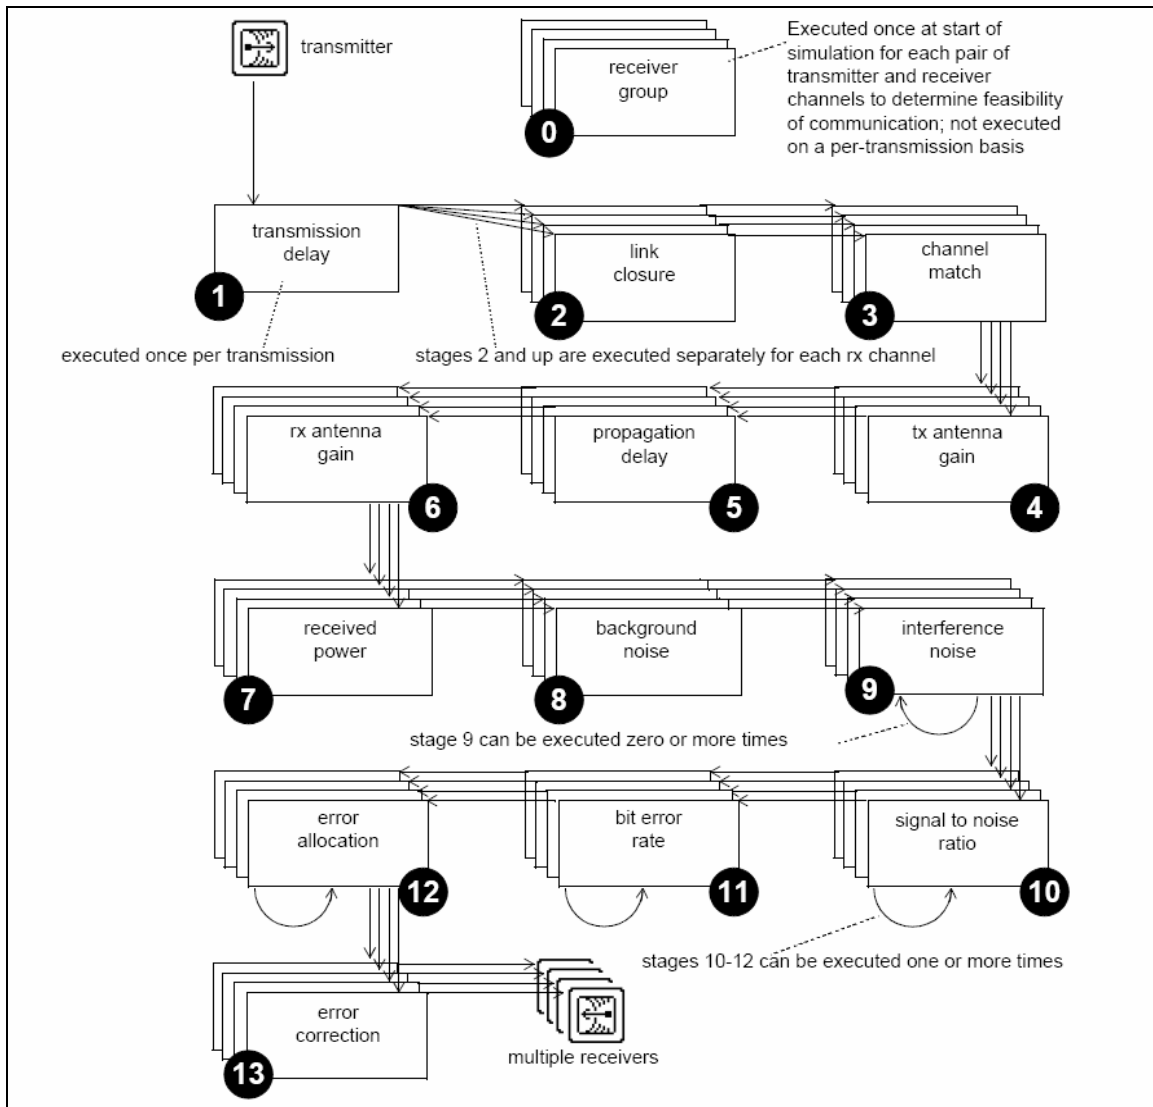 transmitter
receiver
group
0
Executed once at start of
simulation for each pair of
transmitter and receiver
channels to determine feasibility
of communication; not executed
on a per-transmission basis
transmission
delay
1
link
closure
2
channel
match
3
executed once per transmission
stages 2 and up are executed separately for each rx channel
rx antenna
gain
6
propagation
delay
5
tx antenna
gain
4
received
power
7
background
noise
8
interference
noise
9
stage 9 can be executed zero or more times
error
allocation
12
bit error
rate
11
signal to noise
ratio
10
stages 10-12 can be executed one or more times
error
correction
13
multiple receivers